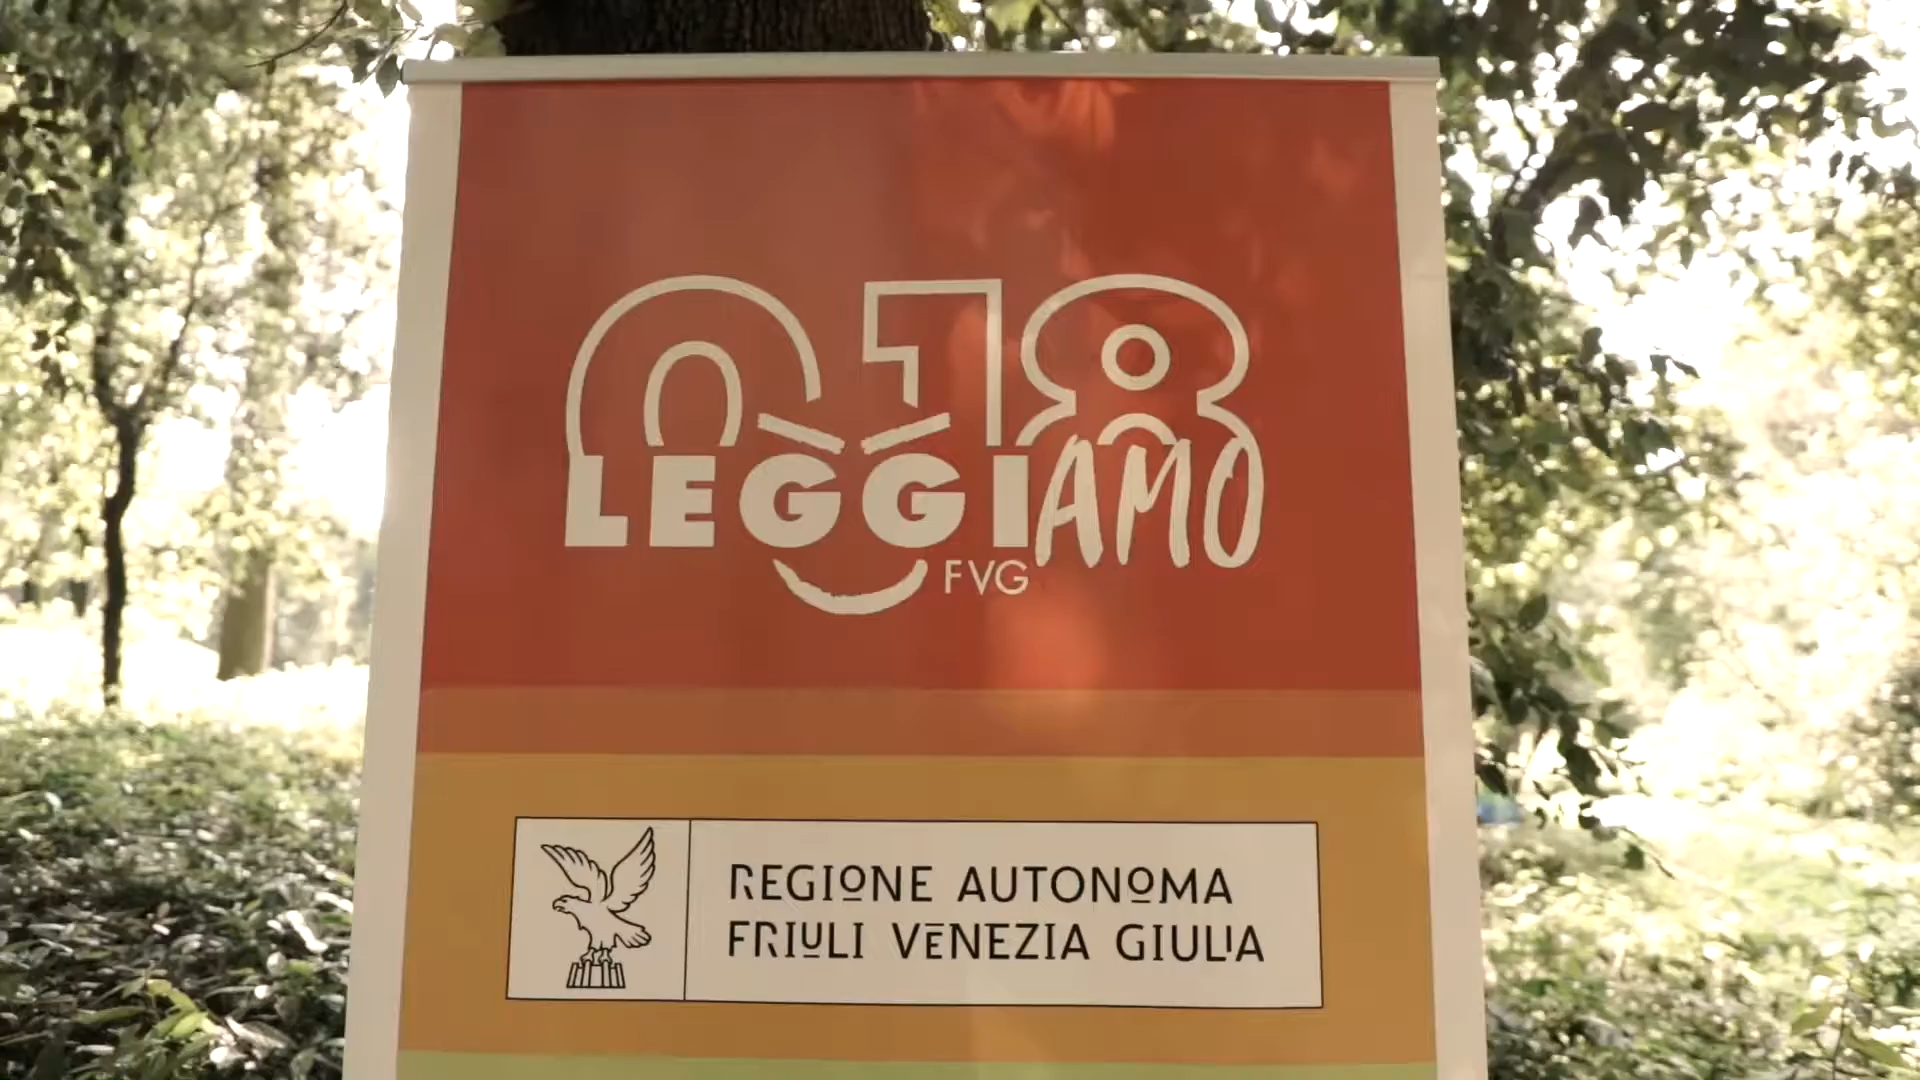 018
LEGGIAMO
FVG
REGIONE AUTONOMA
FRIULI VENEZIA GIULIA